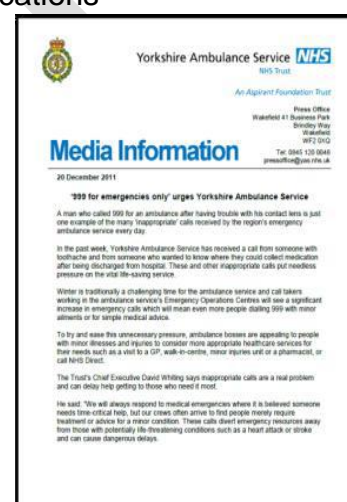 cations
Yorkshire Ambulance Service NHS
NHS Trust
An Aspirant Foundation Trust
Press Office
Wakefield 41 Business Park
Brindley Way
Wakefield
WF2 0XQ
Media Information
Tel: 0845 120 0048
pressoffice@yas.nhs.uk
20 December 2011
'999 for emergencies only' urges Yorkshire Ambulance Service
A man who called 999 for an ambulance after having trouble with his contact lens is just
one example of the many 'inappropriate' calls received by the region's emergency
ambulance service every day.
In the past week, Yorkshire Ambulance Service has received a call from someone with
toothache and from someone who wanted to know where they could collect medication
after being discharged from hospital. These and other inappropriate calls put needless
pressure on the vital life-saving service.
Winter is traditionally a challenging time for the ambulance service and call takers
working in the ambulance service's Emergency Operations Centres will see a significant
increase in emergency calls which will mean even more people dialling 999 with minor
ailments or for simple medical advice.
To try and ease this unnecessary pressure, ambulance bosses are appealing to people
with minor illnesses and injuries to consider more appropriate healthcare services for
their needs such as a visit to a GP, walk-in-centre, minor injuries unit or a pharmacist, or
call NHS Direct.
The Trust's Chief Executive David Whiting says inappropriate calls are a real problem
and can delay help getting to those who need it most.
He said: "We will always respond to medical emergencies where it is believed someone
needs time-critical help, but our crews often arrive to find people merely require
treatment or advice for a minor condition. These calls divert emergency resources away
from those with potentially life-threatening conditions such as a heart attack or stroke
and can cause dangerous delays.